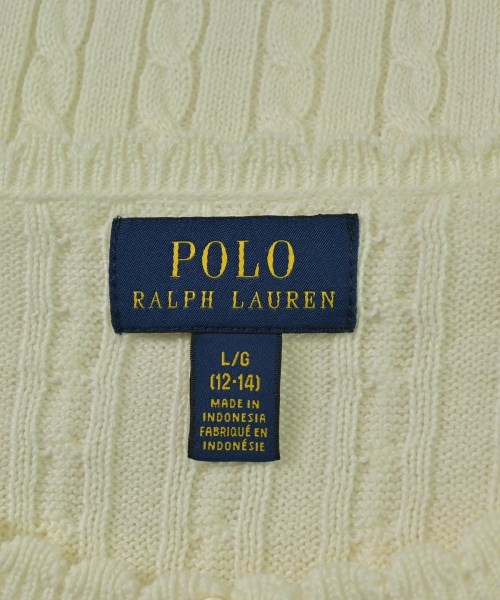 POLO
RALPH LAUREN
L/G
(12-14)
MADE IN
INDONESIA
FABRIQUÉ EN
INDONÉSIE